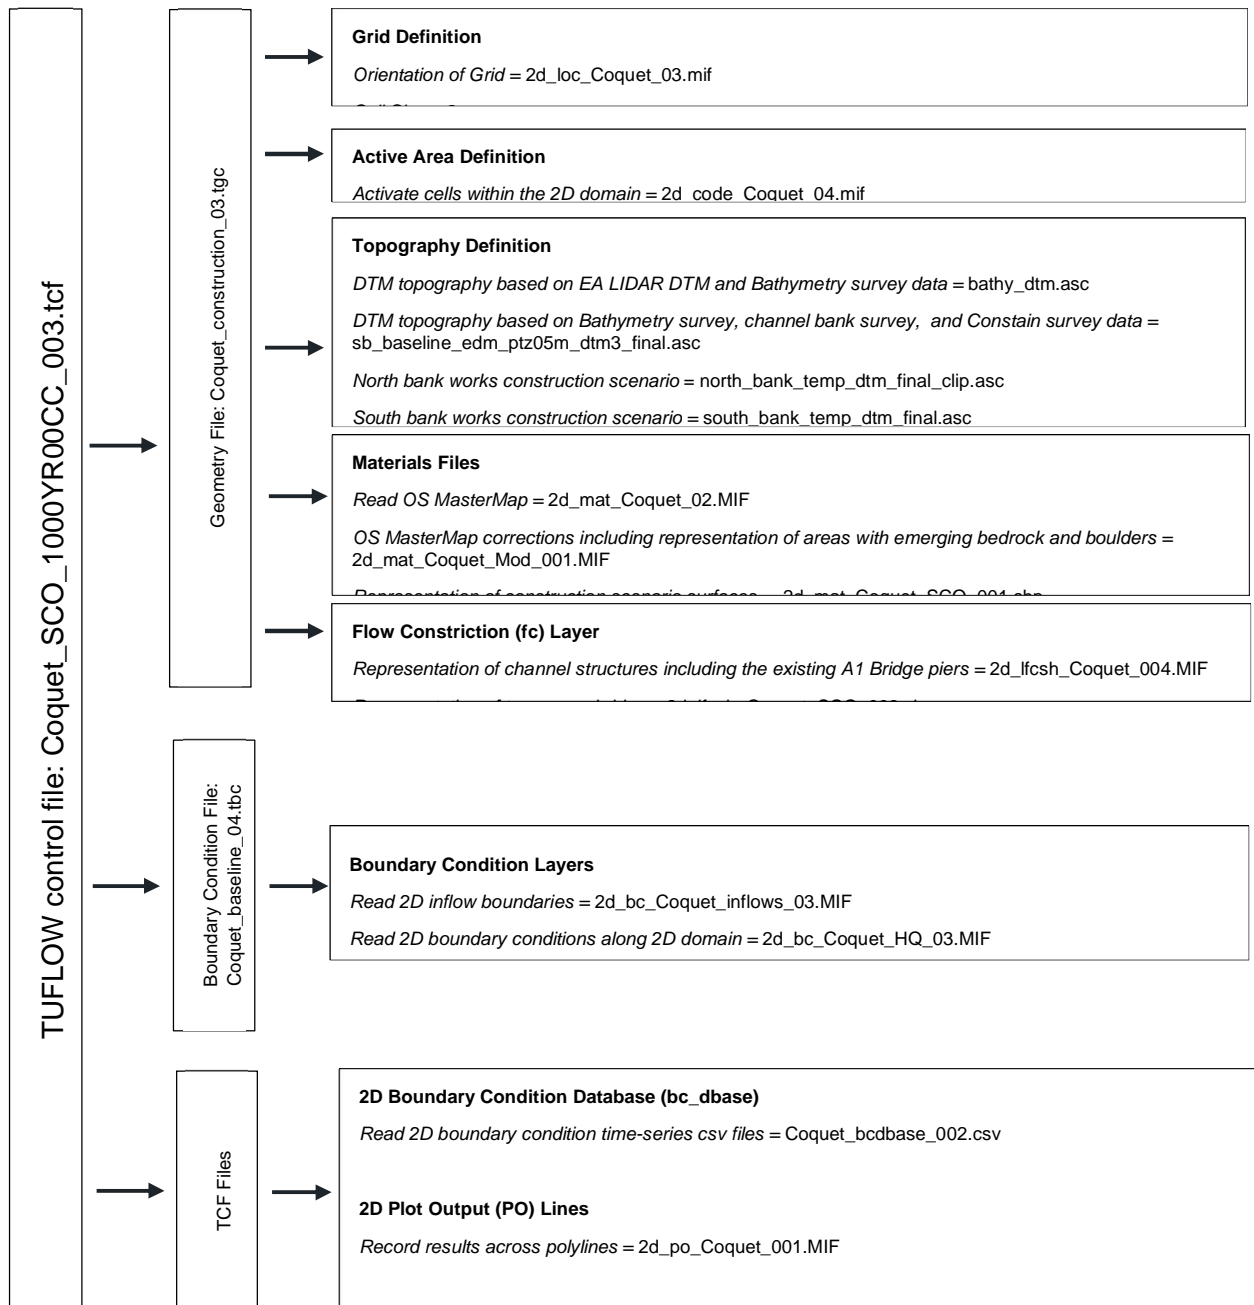 TUFLOW control file: Coquet_SCO_1000YR00CC_003.tcf
Geometry File: Coquet_construction_03.tgc
Grid Definition
Orientation of Grid = 2d_loc_Coquet_03.mif
Active Area Definition
Activate cells within the 2D domain = 2d_code_Coquet_04.mif
Topography Definition
DTM topography based on EA LIDAR DTM and Bathymetry survey data = bathy_dtm.asc
DTM topography based on Bathymetry survey, channel bank survey, and Constain survey data =
sb_baseline_edm_ptz05m_dtm3_final.asc
North bank works construction scenario = north_bank_temp_dtm_final_clip.asc
South bank works construction scenario = south_bank_temp_dtm_final.asc
Materials Files
Read OS MasterMap = 2d_mat_Coquet_02.MIF
OS MasterMap corrections including representation of areas with emerging bedrock and boulders =
2d_mat_Coquet_Mod_001.MIF
Representation of construction scenario surfaces = 2d_mat_Coquet_SCO_001.shp
Flow Constriction (fc) Layer
Representation of channel structures including the existing A1 Bridge piers = 2d_lfcsh_Coquet_004.MIF
Boundary Condition File:
Coquet_baseline_04.tbc
Boundary Condition Layers
Read 2D inflow boundaries = 2d_bc_Coquet_inflows_03.MIF
Read 2D boundary conditions along 2D domain = 2d_bc_Coquet_HQ_03.MIF
TCF Files
2D Boundary Condition Database (bc_dbase)
Read 2D boundary condition time-series csv files = Coquet_bcdbase_002.csv
2D Plot Output (PO) Lines
Record results across polylines = 2d_po_Coquet_001.MIF